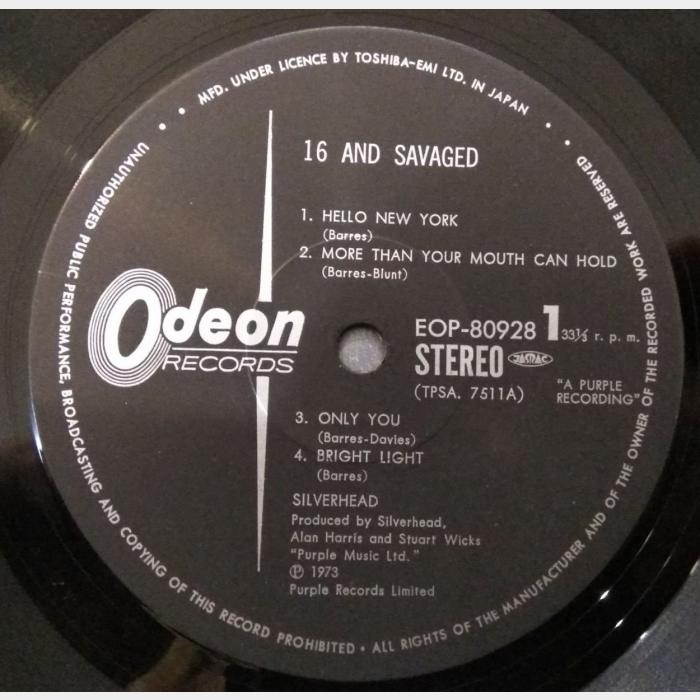 MFD. UNDER LICENCE BY TOSHIBA-EMI LTD. IN JAPAN
16 AND SAVAGED
1. HELLO NEW YORK
(Barres)
2. MORE THAN YOUR MOUTH CAN HOLD
(Barres-Blunt)
Odeon
RECORDS
EOP-80928 1 33⅓ r. p. m.
STEREO JASRAC
(TPSA. 7511A)
"A PURPLE
RECORDING"
3. ONLY YOU
(Barres-Davies)
4. BRIGHT LIGHT
(Barres)
SILVERHEAD
Produced by Silverhead,
Alan Harris and Stuart Wicks
"Purple Music Ltd."
Ⓟ 1973
Purple Records Limited
UNAUTHORIZED PUBLIC PERFORMANCE, BROADCASTING AND COPYING OF THIS RECORD PROHIBITED • ALL RIGHTS OF THE MANUFACTURER AND OF THE OWNER OF THE RECORDED WORK ARE RESERVED